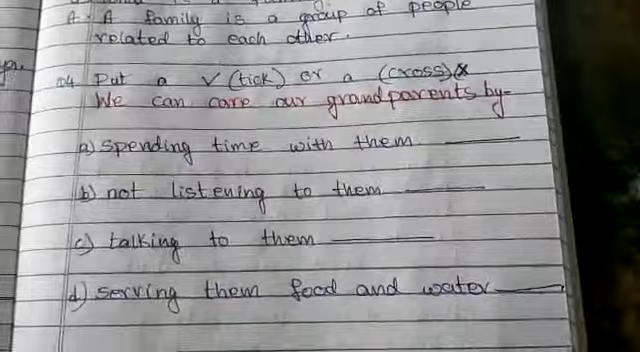 A. A family is a group of people
related to each other.
Q4 Put a ✓ (tick) or a (cross) x
We can care our grandparents by-
a) spending time with them
b) not listening to them
c) talking to them
d) serving them food and water